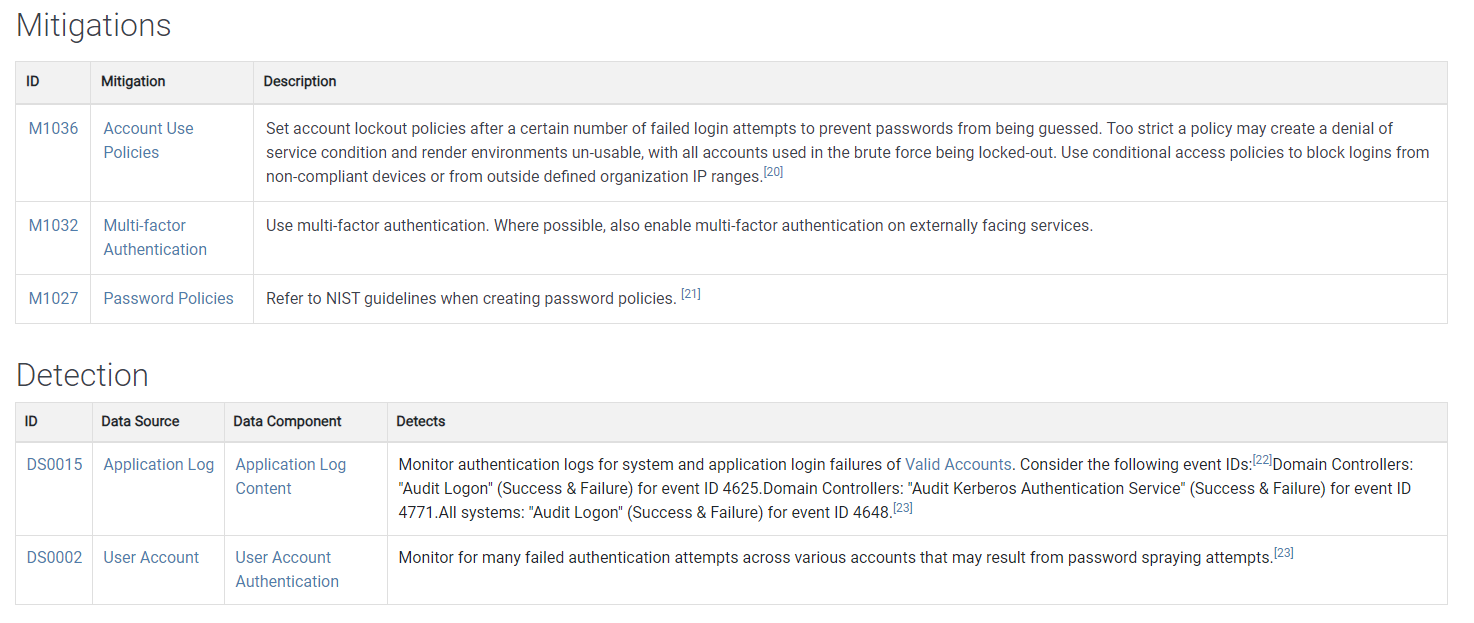 Mitigations
ID Mitigation Description
M1036 Account Use Policies Set account lockout policies after a certain number of failed login attempts to prevent passwords from being guessed. Too strict a policy may create a denial of
service condition and render environments un-usable, with all accounts used in the brute force being locked-out. Use conditional access policies to block logins from
non-compliant devices or from outside defined organization IP ranges.[20]
M1032 Multi-factor Authentication Use multi-factor authentication. Where possible, also enable multi-factor authentication on externally facing services.
M1027 Password Policies Refer to NIST guidelines when creating password policies. [21]
Detection
ID Data Source Data Component Detects
DS0015 Application Log Application Log Content Monitor authentication logs for system and application login failures of Valid Accounts. Consider the following event IDs:[22]Domain Controllers:
"Audit Logon" (Success & Failure) for event ID 4625.Domain Controllers: "Audit Kerberos Authentication Service" (Success & Failure) for event ID
4771.All systems: "Audit Logon" (Success & Failure) for event ID 4648.[23]
DS0002 User Account User Account Authentication Monitor for many failed authentication attempts across various accounts that may result from password spraying attempts.[23]